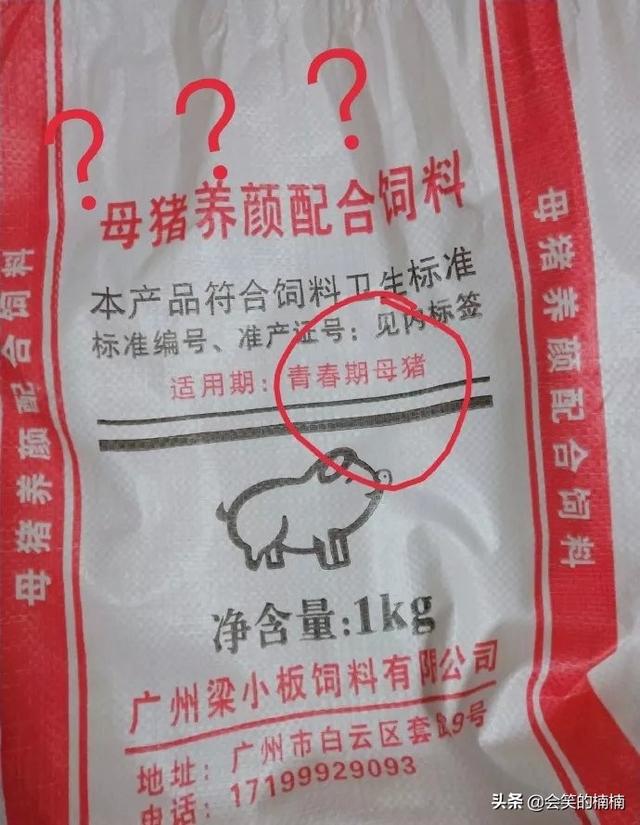 ? ? ?
母猪养颜配合饲料
本产品符合饲料卫生标准
标准编号、准产证号：见内标签
适用期：青春期母猪
净含量:1kg
广州梁小板饲料有限公司
地址：广州市白云区套 9号
电话：17199929093
母猪养颜配合饲料
母猪养颜配合饲料
头条 @会笑的楠楠